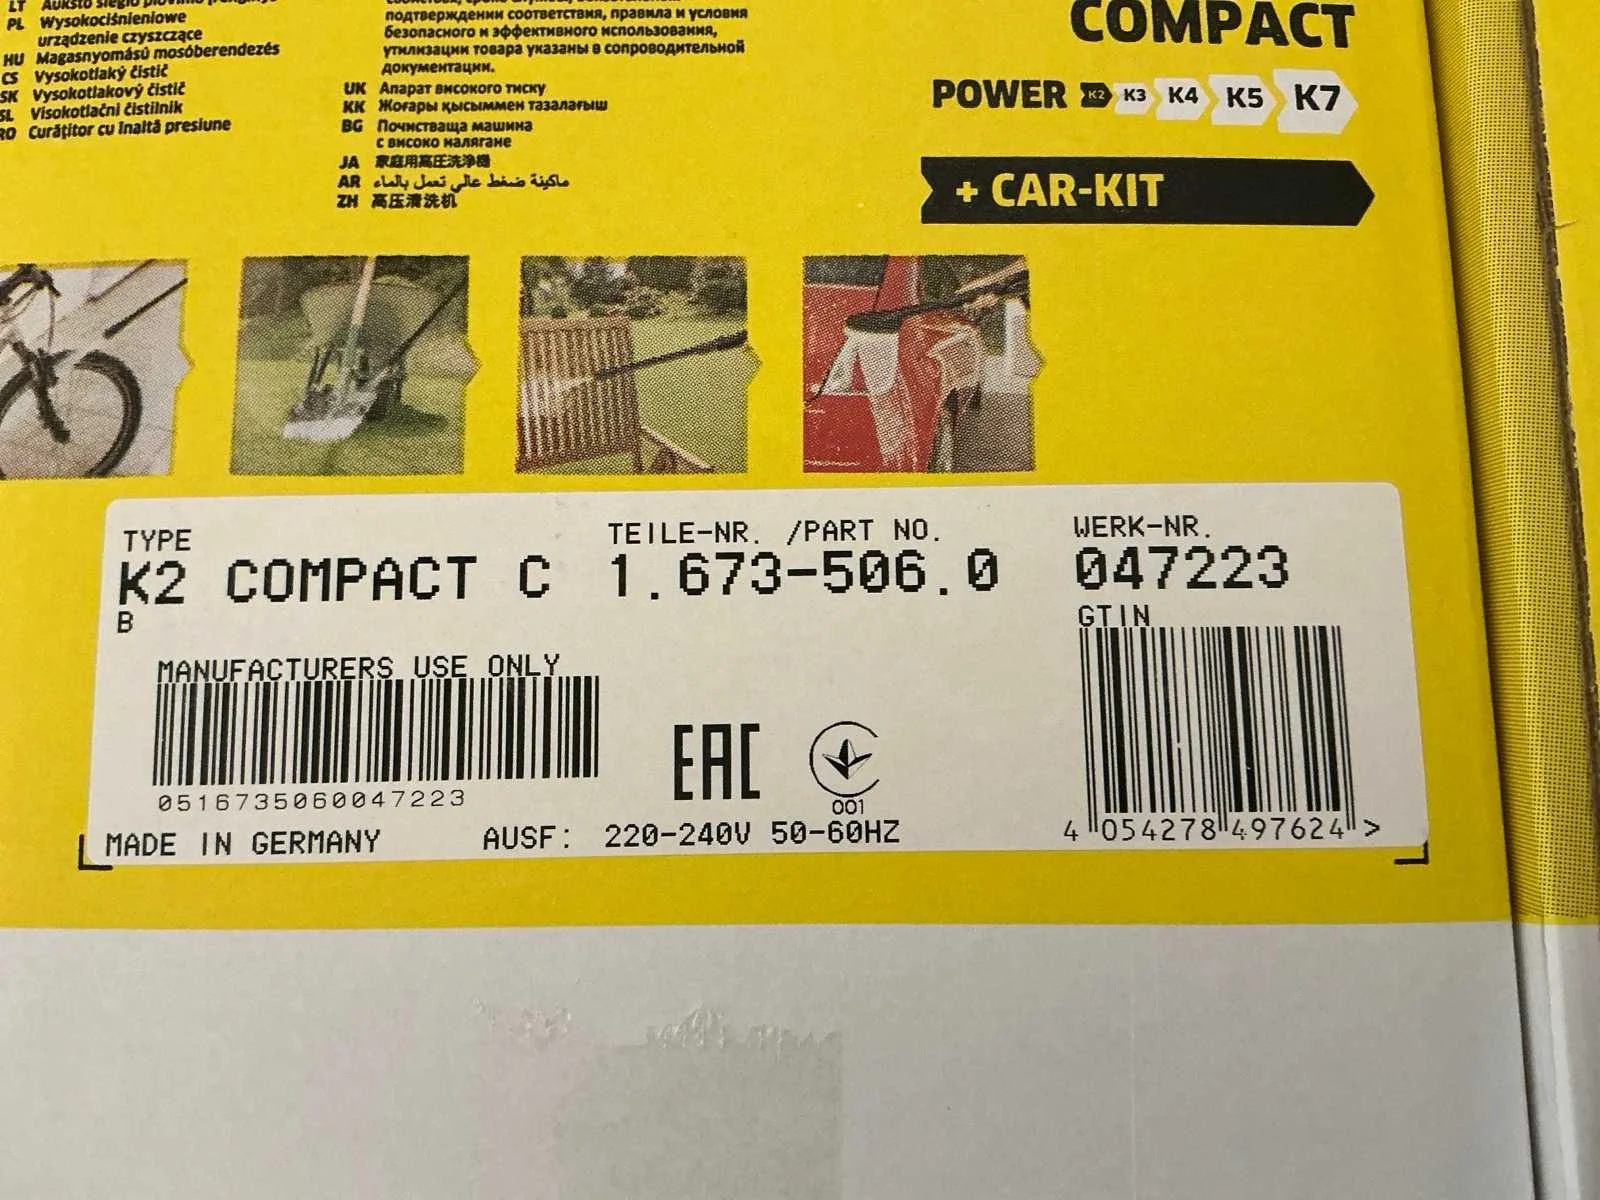 LT
PL Wysokociśnieniowe
urządzenie czyszczące
HU Magasnyomású mosóberendezés
CS Vysokotlaký čistič
SK Vysokotlakový čistič
SL Visokotlačni čistilnik
RO Curățitor cu înaltă presiune
подтверждении соответствия, правила и условия
безопасного и эффективного использования,
утилизации товара указаны в сопроводительной
документации.
UK Апарат високого тиску
KK Жоғары қысыммен тазалағыш
BG Почистваща машина
с високо налягане
JA 家庭用高圧洗浄機
AR ماكينة ضغط عالي تعمل بالماء
ZH 高压清洗机
COMPACT
POWER K2 K3 K4 K5 K7
+ CAR-KIT
TYPE
K2 COMPACT C
B
TEILE-NR. /PART NO.
1.673-506.0
WERK-NR.
047223
GTIN
MANUFACTURERS USE ONLY
0516735060047223
EAC
001
4 054278 497624 >
MADE IN GERMANY
AUSF: 220-240V 50-60HZ